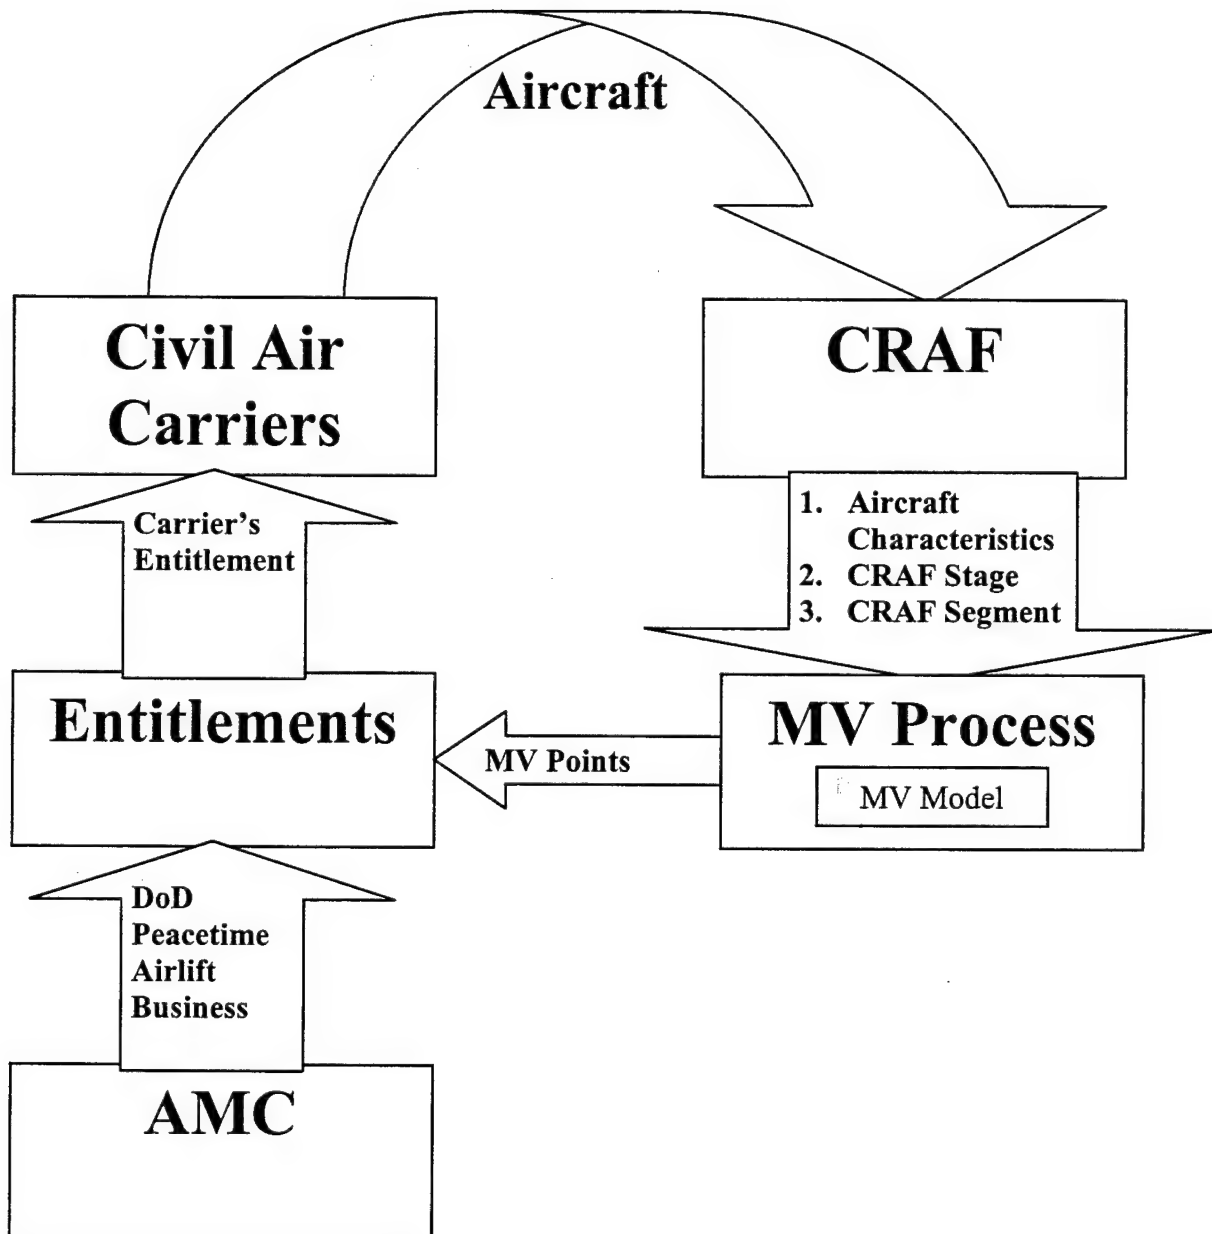 Aircraft
Civil Air
Carriers
CRAF
Carrier's
Entitlement
1. Aircraft
Characteristics
2. CRAF Stage
3. CRAF Segment
Entitlements
MV Points
MV Process
MV Model
DoD
Peacetime
Airlift
Business
AMC